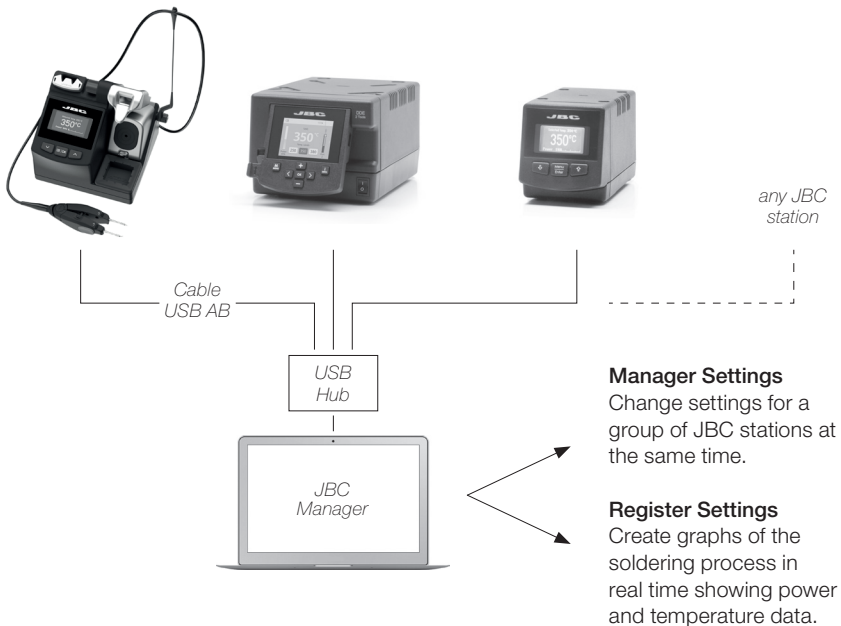 JBC
350°C
JBC
350
JBC
350°C
any JBC
station
Cable
USB AB
USB
Hub
JBC
Manager
Manager Settings
Change settings for a
group of JBC stations at
the same time.
Register Settings
Create graphs of the
soldering process in
real time showing power
and temperature data.